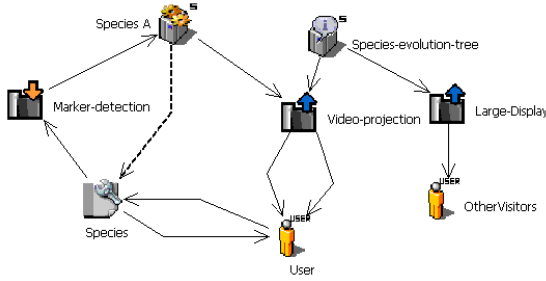 S
Species A
S
Species-evolution-tree
Marker-detection
Video-projection
Large-Display
USER
OtherVisitors
Species
USER
User